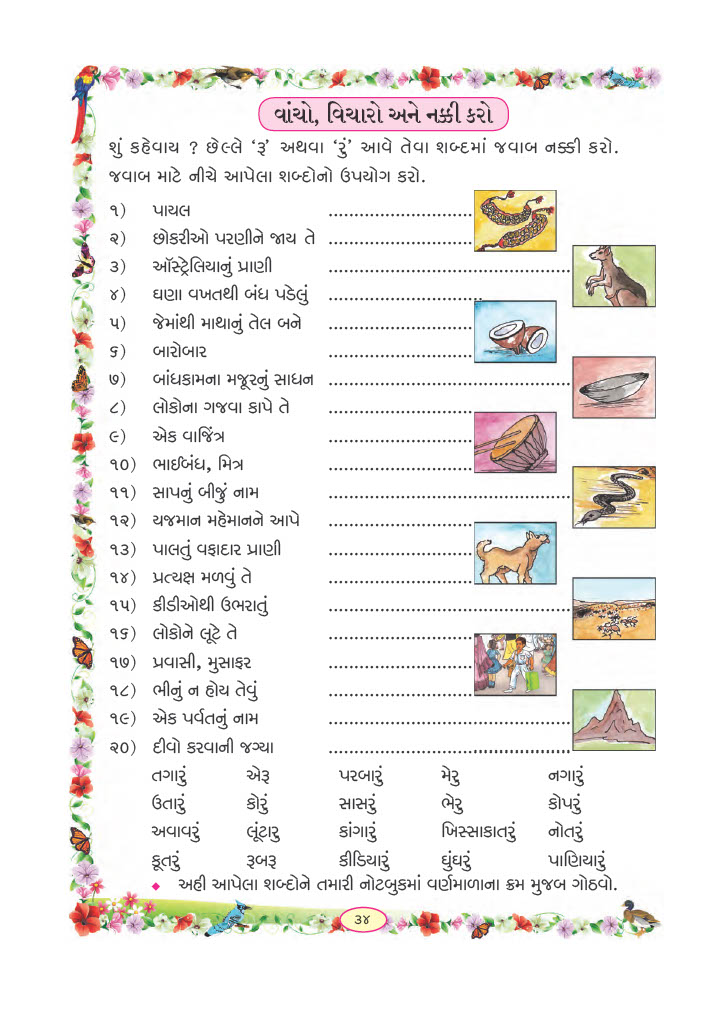 વાંચો, વિચારો અને નક્કી કરો
શું કહેવાય ? છેલ્લે ‘રૂ’ અથવા ‘રું’ આવે તેવા શબ્દમાં જવાબ નક્કી કરો.
જવાબ માટે નીચે આપેલા શબ્દોનો ઉપયોગ કરો.
૧) પાયલ ............................
૨) છોકરીઓ પરણીને જાય તે ............................
૩) ઑસ્ટ્રેલિયાનું પ્રાણી ...............................................
૪) ઘણા વખતથી બંધ પડેલું ..............................
૫) જેમાંથી માથાનું તેલ બને ............................
૬) બારોબાર ............................
૭) બાંધકામના મજૂરનું સાધન ...............................................
૮) લોકોના ગજવા કાપે તે ............................
૯) એક વાજિંત્ર ............................
૧૦) ભાઈબંધ, મિત્ર ............................
૧૧) સાપનું બીજું નામ ...............................................
૧૨) યજમાન મહેમાનને આપે ............................
૧૩) પાલતું વફાદાર પ્રાણી ............................
૧૪) પ્રત્યક્ષ મળવું તે ............................
૧૫) કીડીઓથી ઉભરાતું ...............................................
૧૬) લોકોને લૂટે તે ............................
૧૭) પ્રવાસી, મુસાફર ............................
૧૮) ભીનું ન હોય તેવું ............................
૧૯) એક પર્વતનું નામ ...............................................
૨૦) દીવો કરવાની જગ્યા ...............................................
તગારું એરૂ પરબારું મેરુ નગારું
ઉતારું કોરું સાસરું ભેરુ કોપરું
અવાવરું લૂંટારુ કાંગારું ખિસ્સાકાતરું નોતરું
કૂતરું રૂબરૂ કીડિયારું ઘુંઘરું પાણિયારું
◆ અહી આપેલા શબ્દોને તમારી નોટબુકમાં વર્ણમાળાના ક્રમ મુજબ ગોઠવો.
૩૪